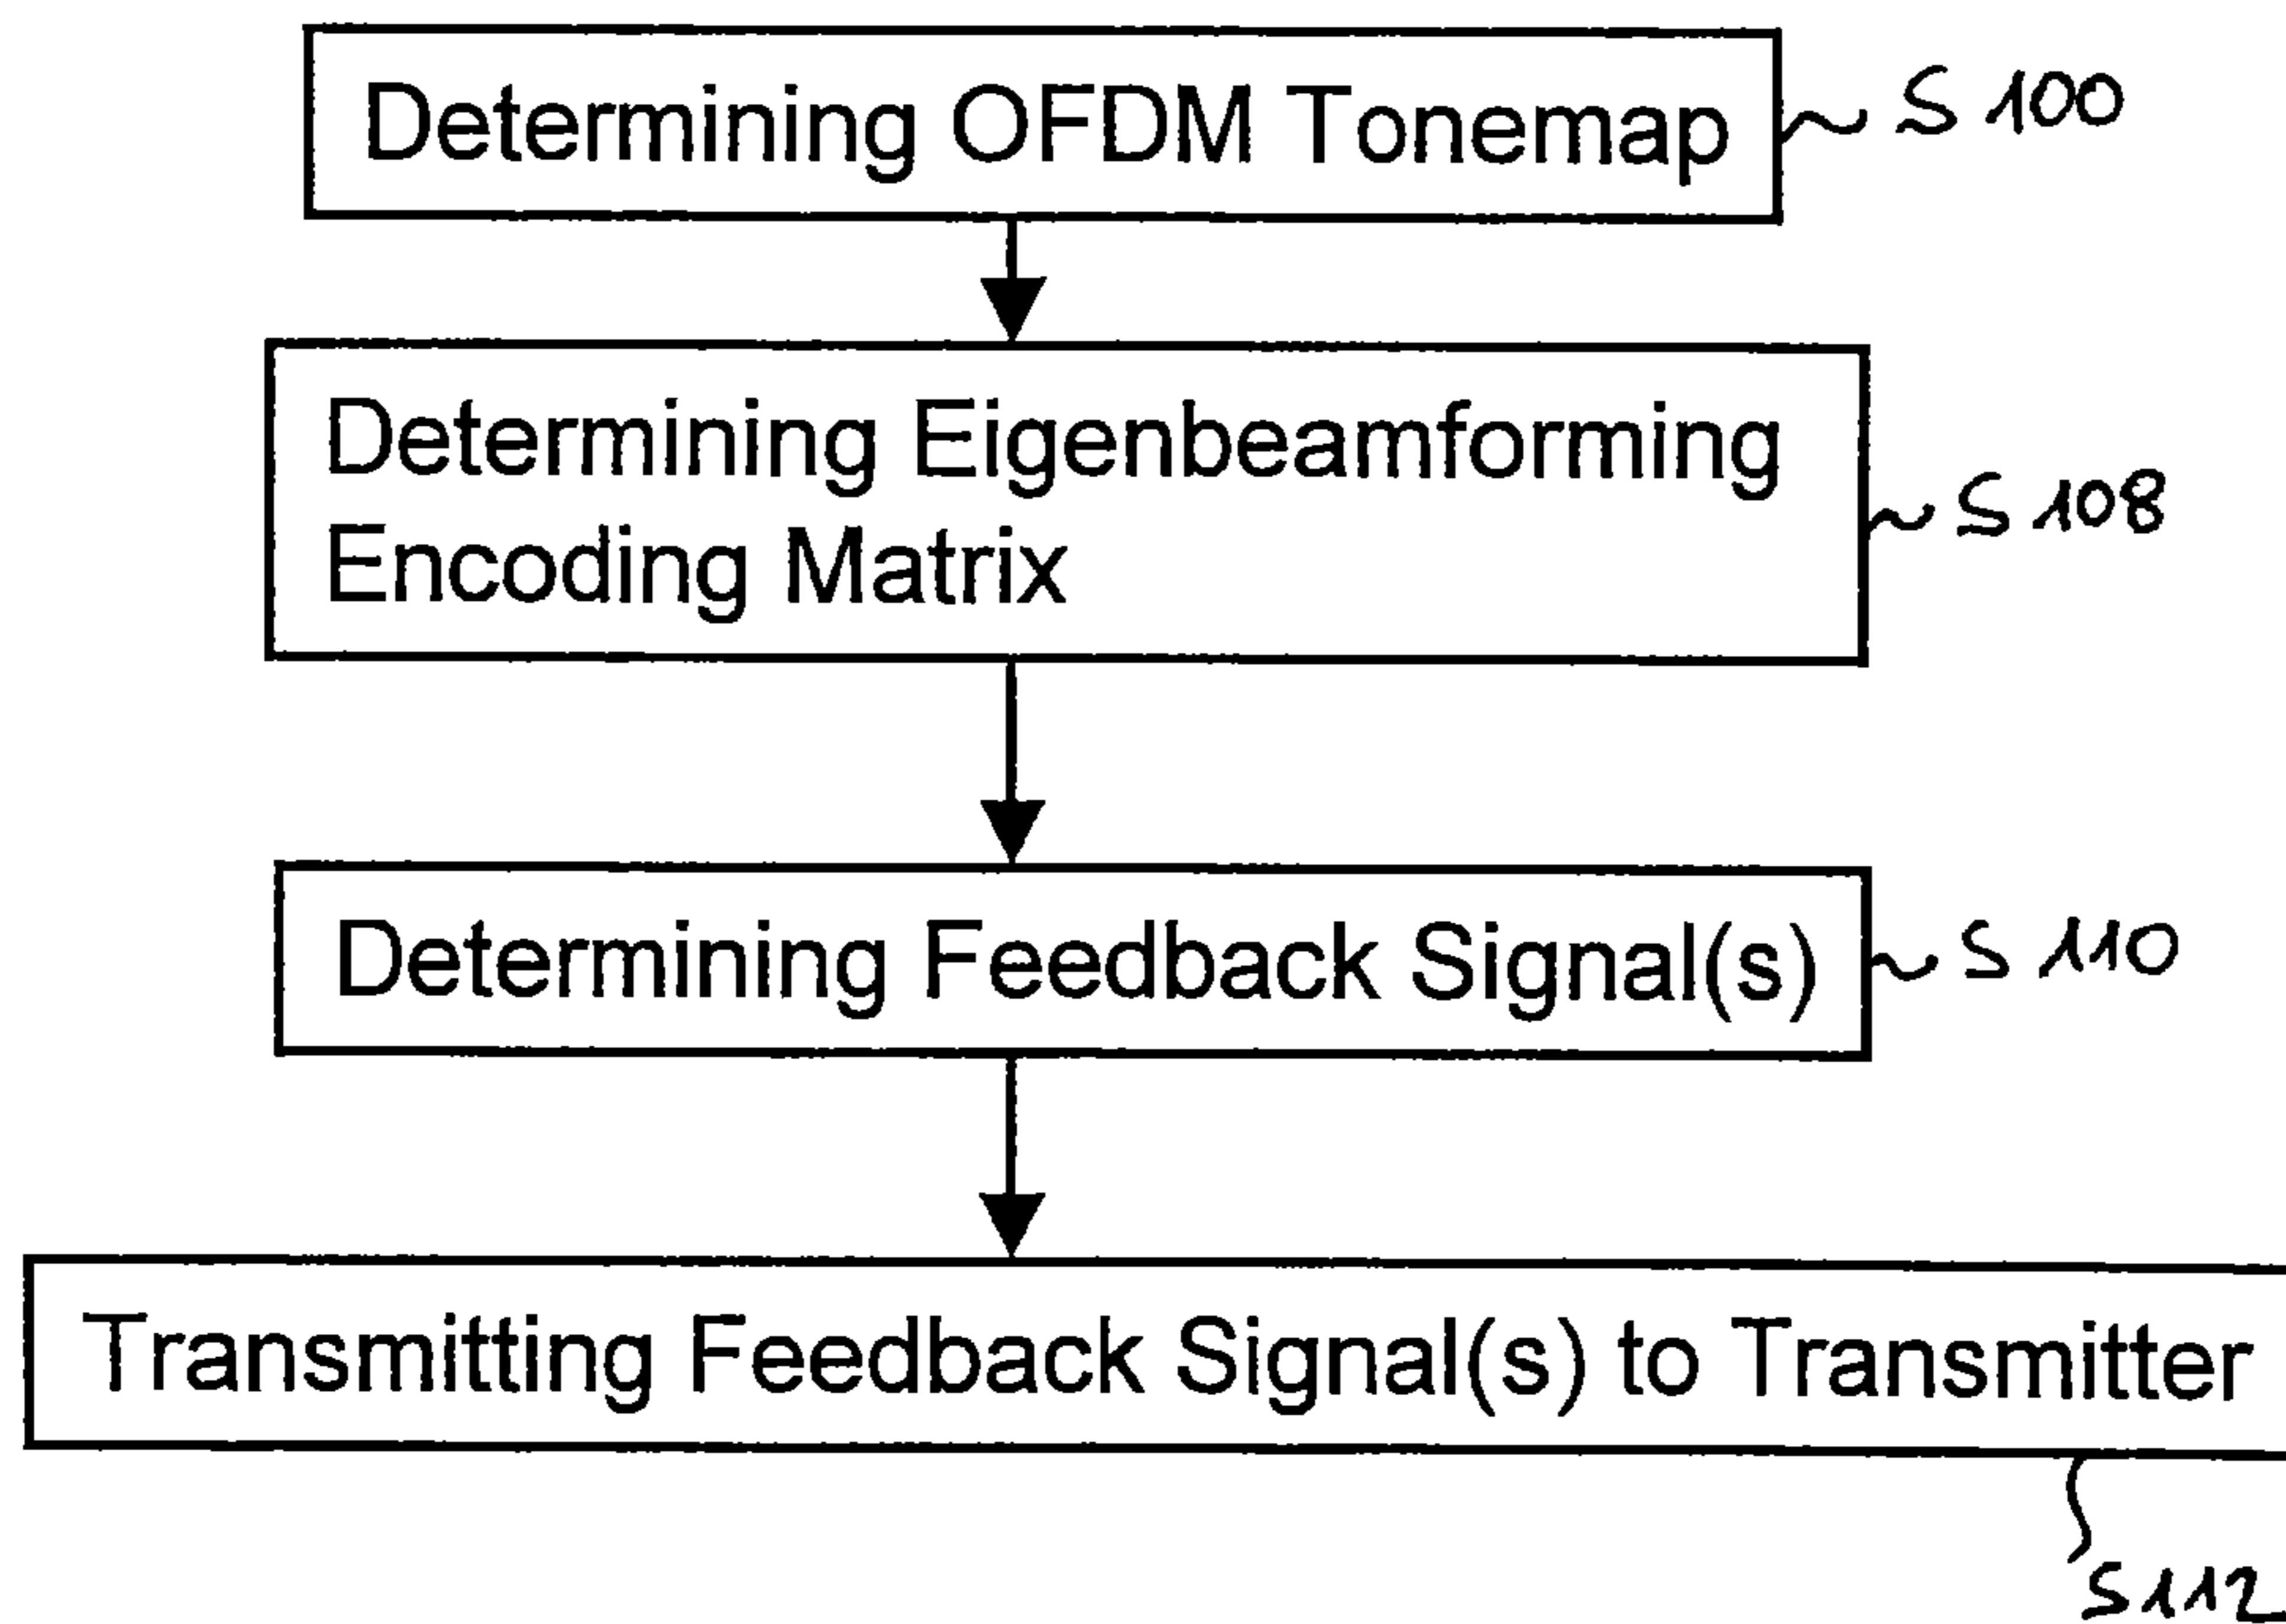 Determining OFDM Tonemap
S 100
Determining Eigenbeamforming
Encoding Matrix
S 108
Determining Feedback Signal(s)
S 110
Transmitting Feedback Signal(s) to Transmitter
S112